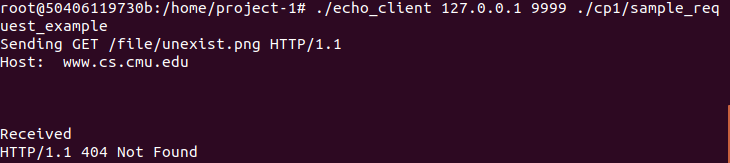 root@50406119730b:/home/project-1# ./echo_client 127.0.0.1 9999 ./cp1/sample_req
uest_example
Sending GET /file/unexist.png HTTP/1.1
Host:  www.cs.cmu.edu
Received
HTTP/1.1 404 Not Found